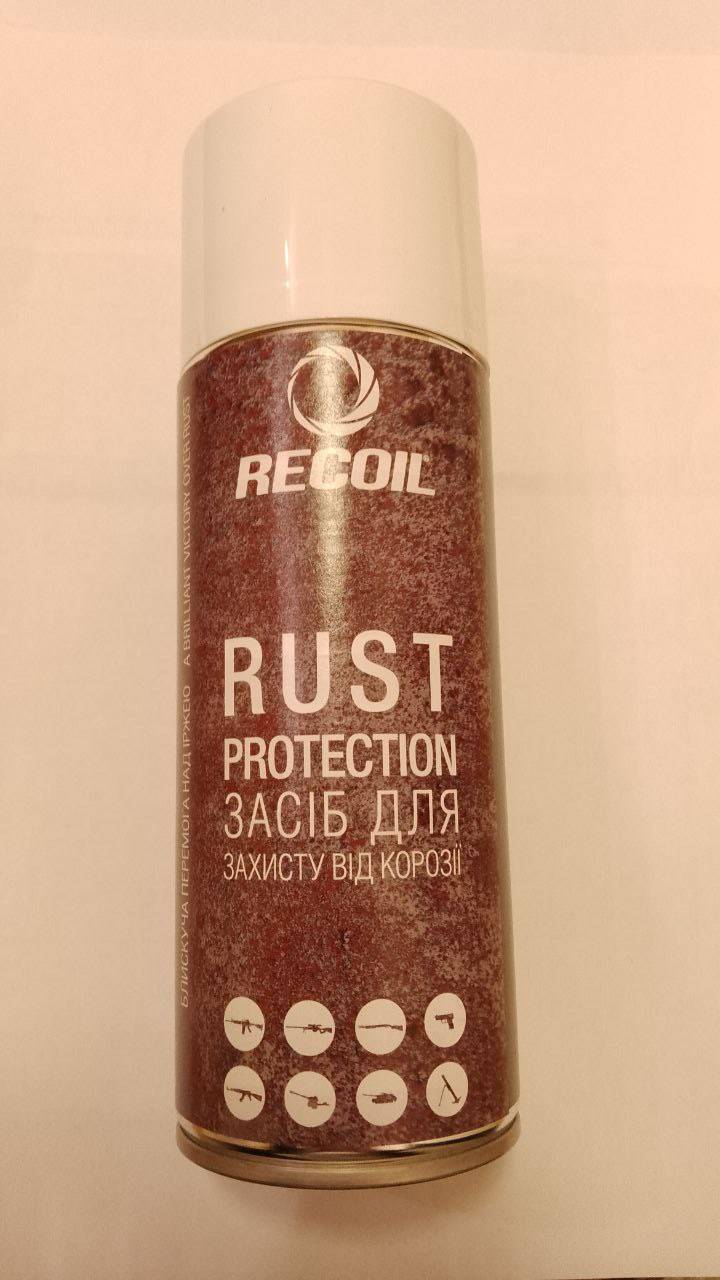 RECOIL
RUST
PROTECTION
ЗАСІБ ДЛЯ
ЗАХИСТУ ВІД КОРОЗІЇ
БЛИСКУЧА ПЕРЕМОГА НАД ІРЖЕЮ A BRILLIANT VICTORY OVER RUST